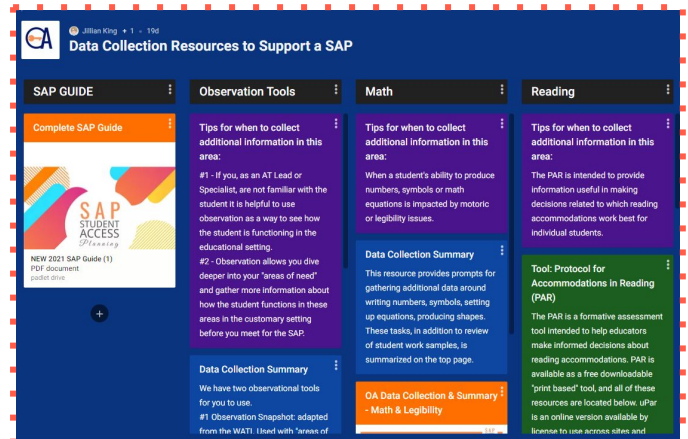 OA
Jillian King + 1 • 19d
Data Collection Resources to Support a SAP
SAP GUIDE
Complete SAP Guide
SAP
STUDENT
ACCESS
Planning
NEW 2021 SAP Guide (1)
PDF document
padlet drive
Observation Tools
Tips for when to collect
additional information in this
area:
#1 - If you, as an AT Lead or
Specialist, are not familiar with the
student it is helpful to use
observation as a way to see how
the student is functioning in the
educational setting.
#2 - Observation allows you dive
deeper into your "areas of need"
and gather more information about
how the student functions in these
areas in the customary setting
before you meet for the SAP.
Data Collection Summary
We have two observational tools
for you to use.
#1 Observation Snapshot: adapted
from the WATI. Used with "areas of
Math
Tips for when to collect
additional information in this
area:
When a student's ability to produce
numbers, symbols or math
equations is impacted by motoric
or legibility issues.
Data Collection Summary
This resource provides prompts for
gathering additional data around
writing numbers, symbols, setting
up equations, producing shapes.
These tasks, in addition to review
of student work samples, is
summarized on the top page.
OA Data Collection & Summary
- Math & Legibility
SAP
Reading
Tips for when to collect
additional information in this
area:
The PAR is intended to provide
information useful in making
decisions related to which reading
accommodations work best for
individual students.
Tool: Protocol for
Accommodations in Reading
(PAR)
The PAR is a formative assessment
tool intended to help educators
make informed decisions about
reading accommodations. PAR is
available as a free downloadable
"print based" tool, and all of these
resources are located below. uPar
is an online version available by
license to use across sites and